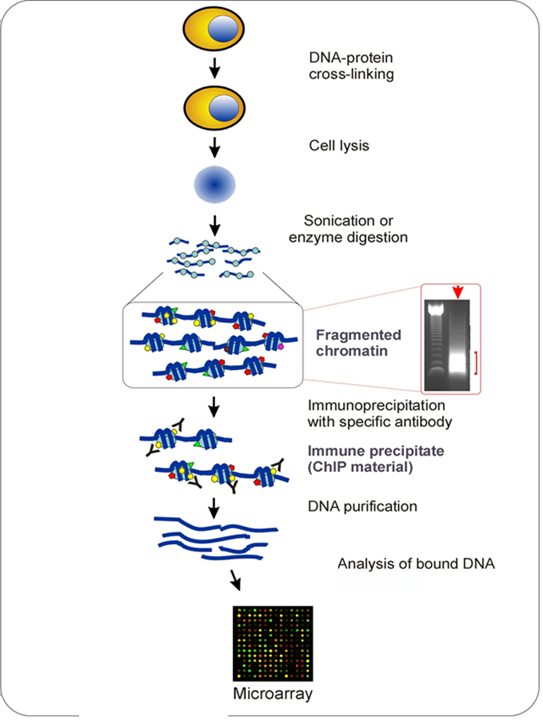 DNA-protein
cross-linking
Cell lysis
Sonication or
enzyme digestion
Fragmented
chromatin
Immunoprecipitation
with specific antibody
Immune precipitate
(ChIP material)
DNA purification
Analysis of bound DNA
Microarray